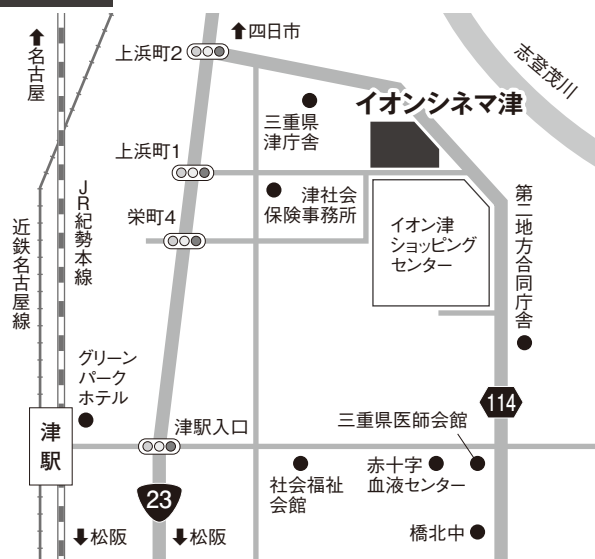 四日市
名古屋
上浜町2
志登茂川
イオンシネマ津
三重県
津庁舎
上浜町1
JR紀勢本線
津社会
保険事務所
第二地方合同庁舎
栄町4
イオン津
ショッピング
センター
近鉄名古屋線
グリーン
パーク
ホテル
114
津駅
津駅入口
三重県医師会館
社会福祉
会館
赤十字
血液センター
23
松阪
松阪
橋北中